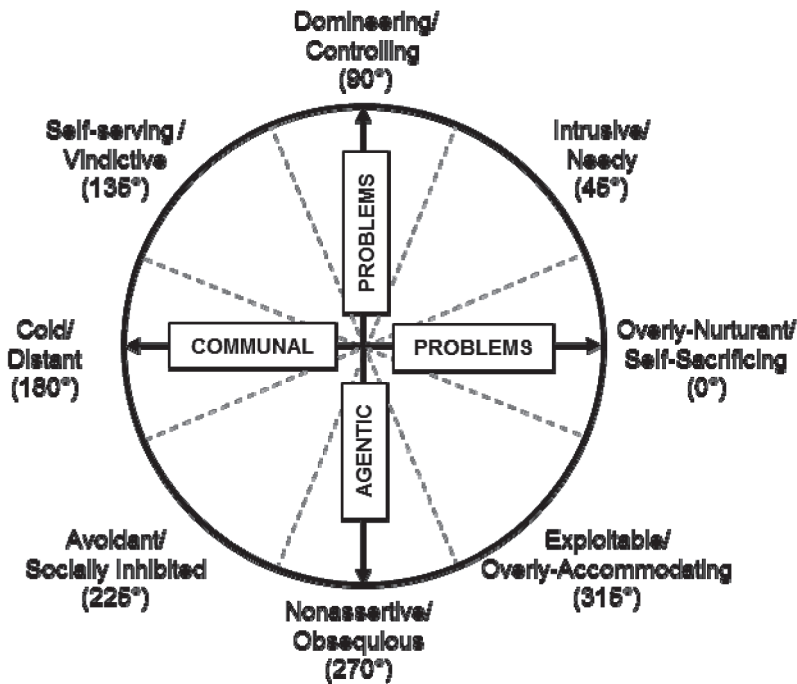 Domineering/
Controlling
(90°)
Self-serving/
Vindictive
(135°)
Intrusive/
Needy
(45°)
PROBLEMS
Cold/
Distant
(180°)
COMMUNAL
PROBLEMS
Overly-Nurturant/
Self-Sacrificing
(0°)
AGENTIC
Avoidant/
Socially Inhibited
(225°)
Exploitable/
Overly-Accommodating
(315°)
Nonassertive/
Obsequious
(270°)